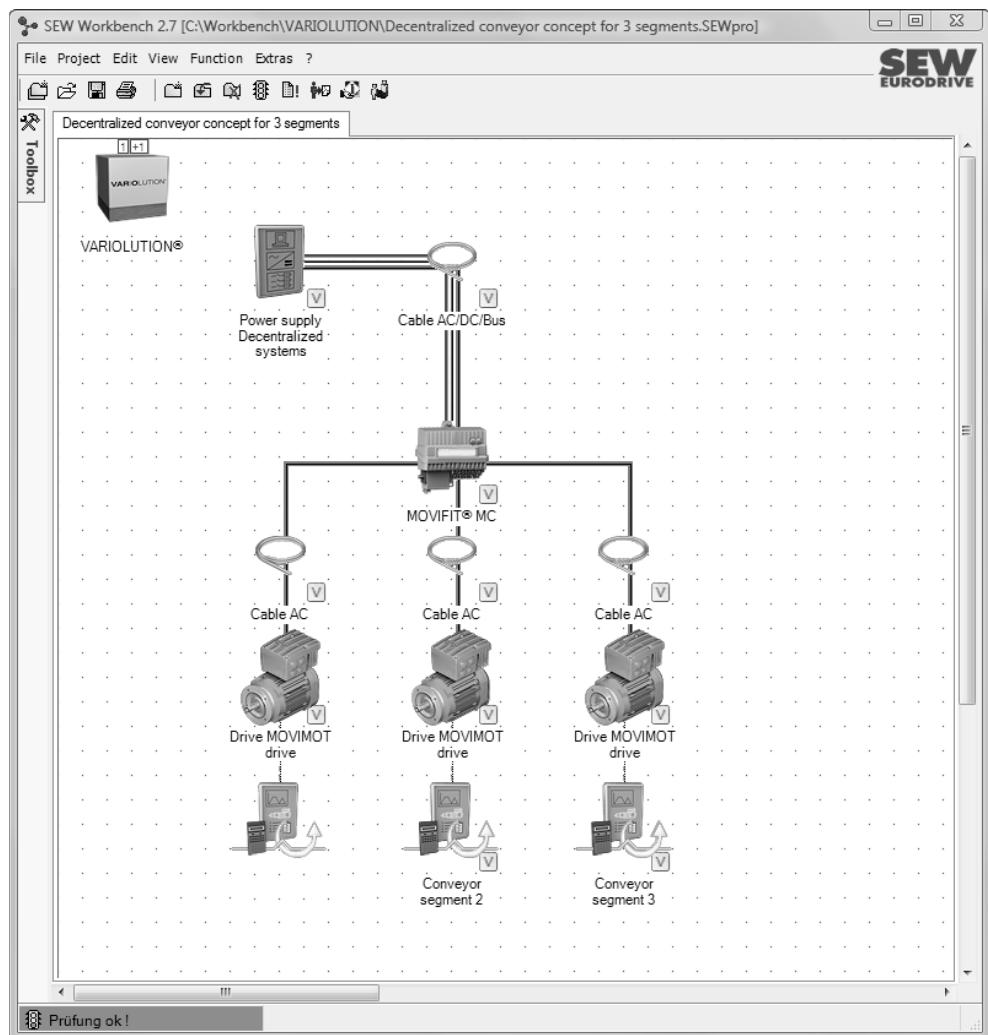 SEW Workbench 2.7 [C:\Workbench\VARIOLUTION\Decentralized conveyor concept for 3 segments.SEWpro]
File Project Edit View Function Extras ?
SEW
EURODRIVE
Toolbox
Decentralized conveyor concept for 3 segments
1 +1
VARIOLUTION®
VARIOLUTION®
V
Power supply
Decentralized
systems
V
Cable AC/DC/Bus
V
MOVIFIT® MC
V
Cable AC
V
Cable AC
V
Cable AC
V
Drive MOVIMOT
drive
V
Drive MOVIMOT
drive
V
Drive MOVIMOT
drive
V
Conveyor
segment 2
V
Conveyor
segment 3
Prüfung ok !